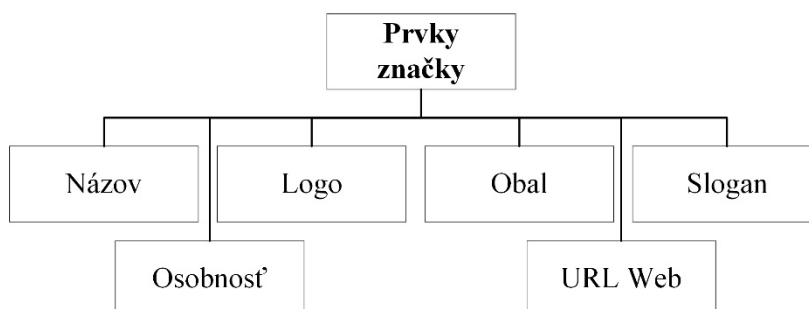 Prvky
značky
Názov
Logo
Obal
Slogan
Osobnosť
URL Web